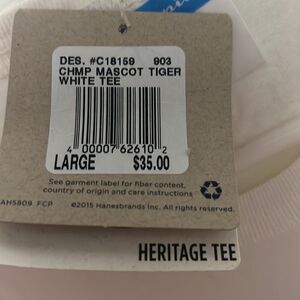 DES. #C18159 903
CHMP MASCOT TIGER
WHITE TEE
4 00007 62610 2
LARGE $35.00
See garment label for fiber content,
country of origin and care instructions
AH5809 FCP
©2015 Hanesbrands Inc. All rights reserved.
HERITAGE TEE